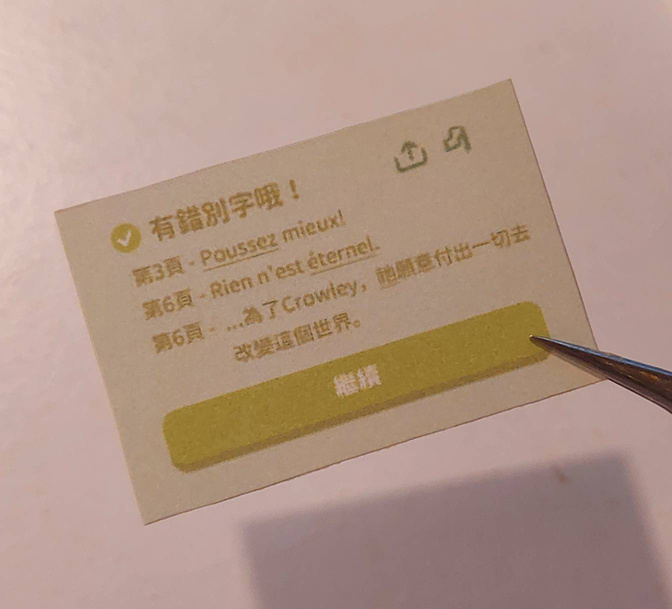 有錯別字哦！
第3頁 - Poussez mieux!
第6頁 - Rien n'est éternel.
第6頁 - ...為了Crowley，祂願意付出一切去
改變這個世界。
繼續